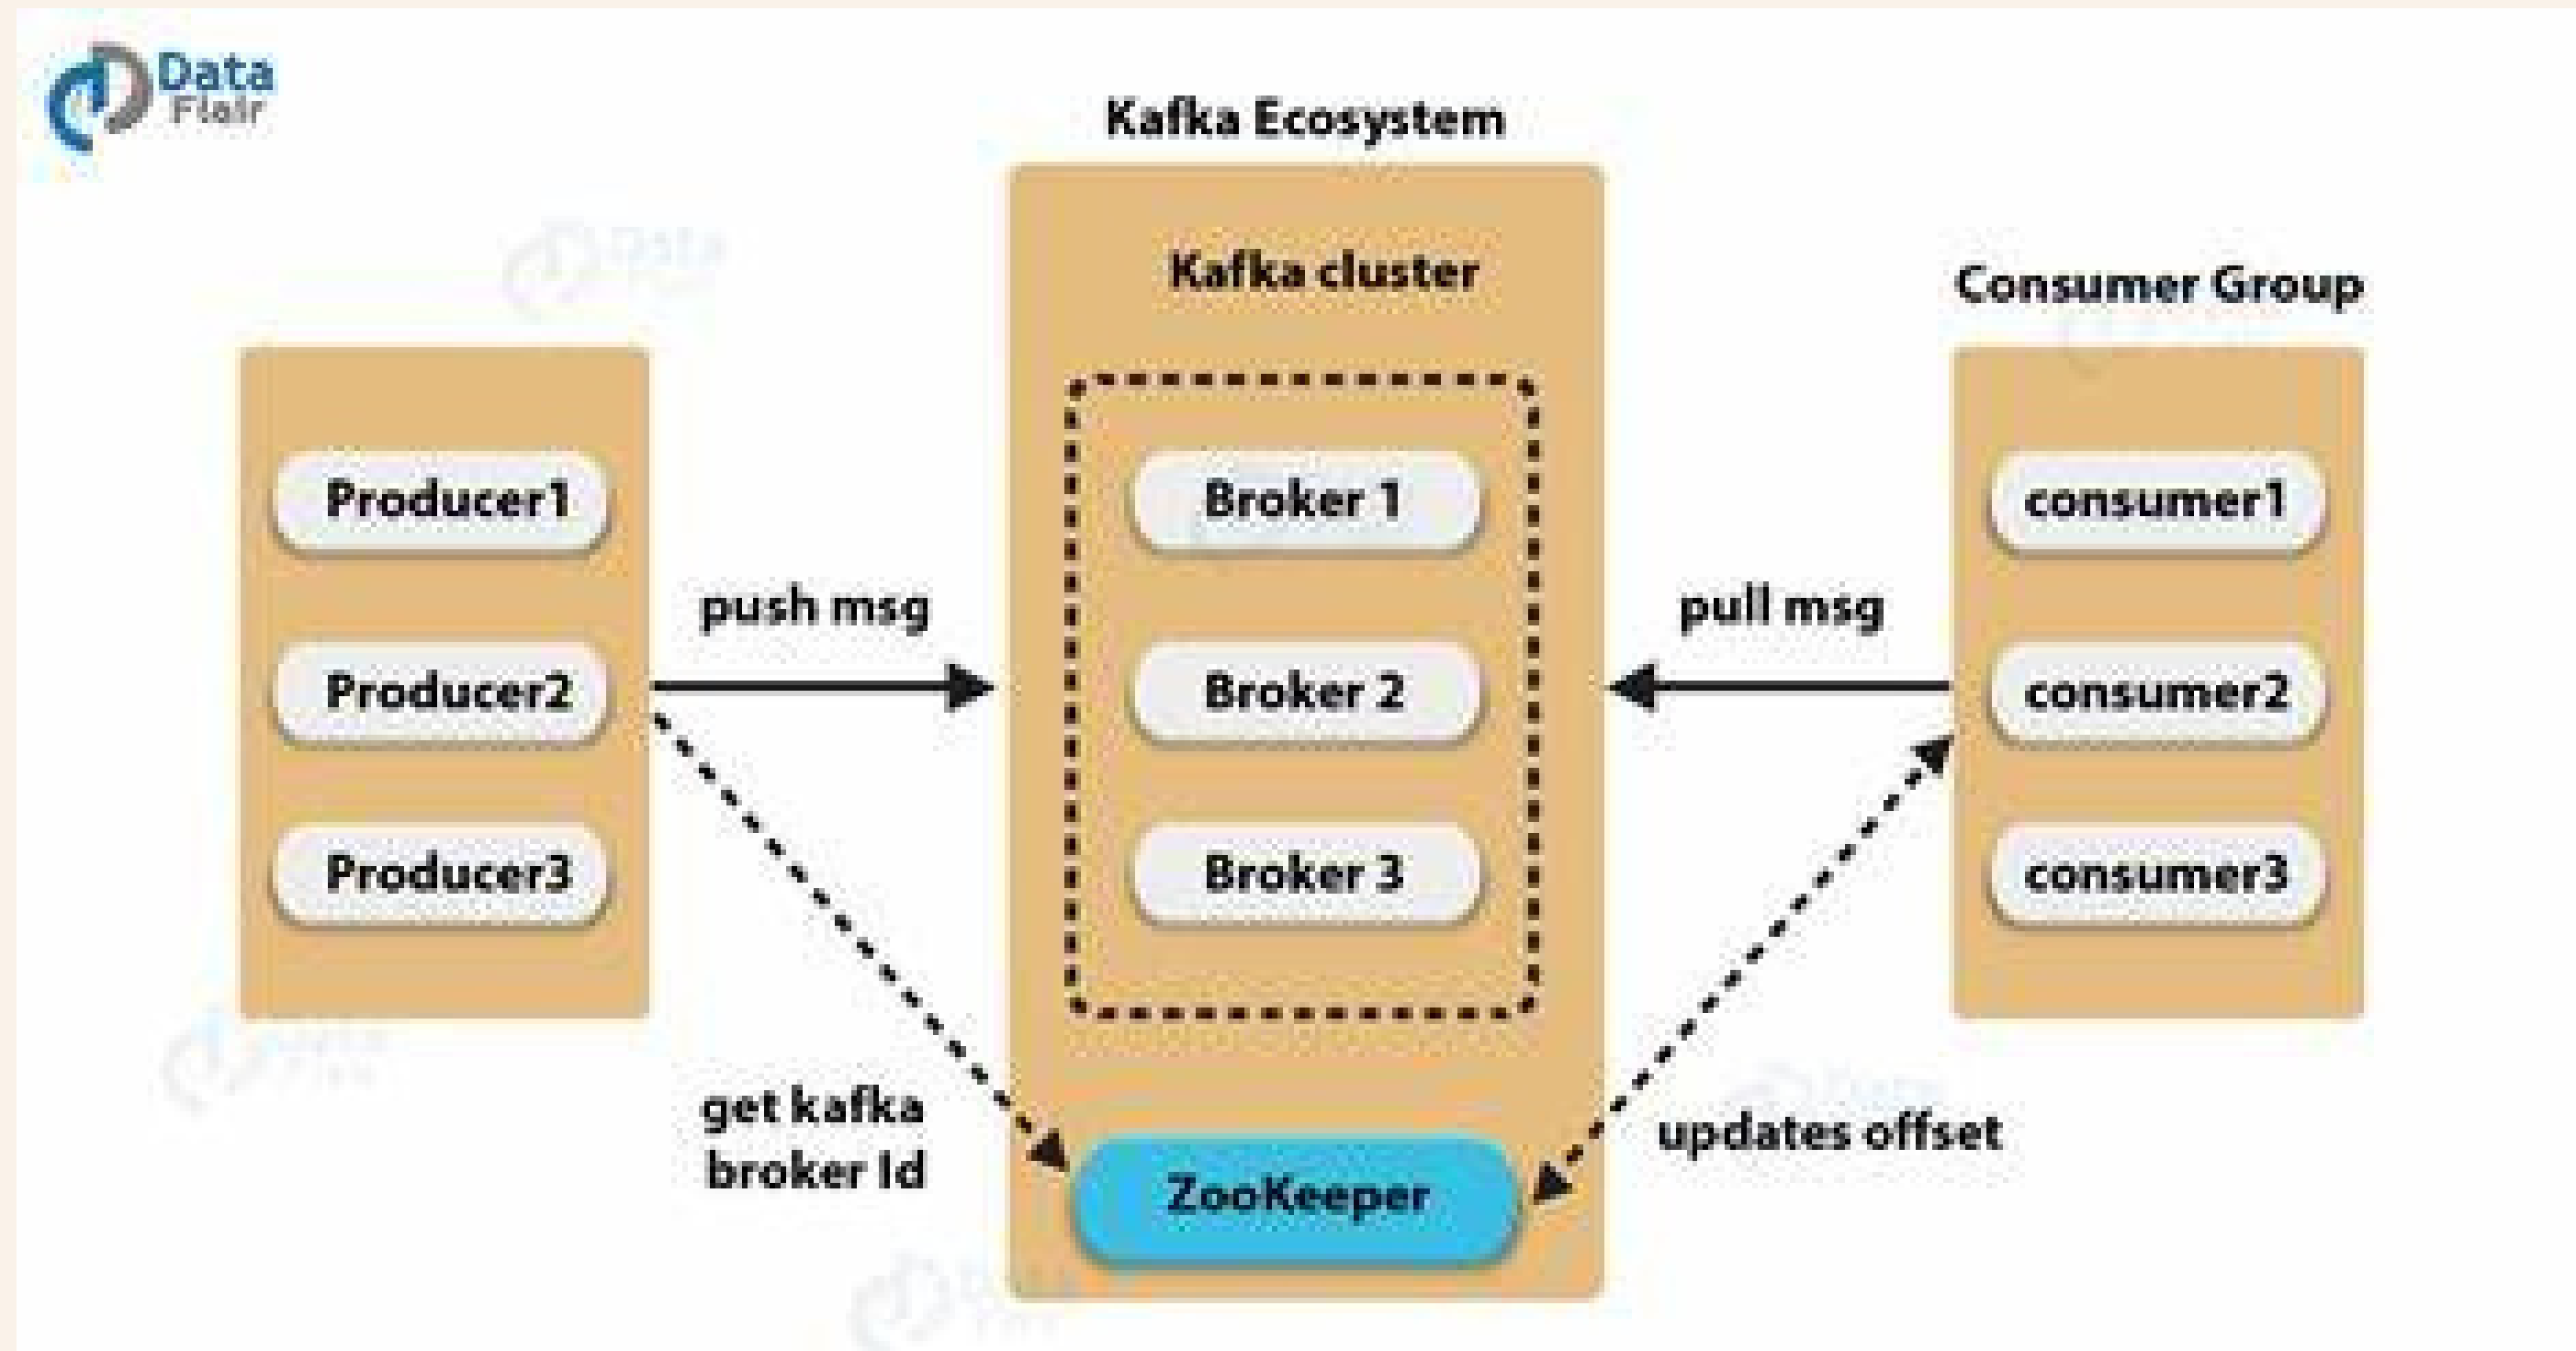 Data
Flair
Kafka Ecosystem
Kafka cluster
Consumer Group
Producer1
Producer2
Producer3
push msg
Broker 1
Broker 2
Broker 3
pull msg
consumer1
consumer2
consumer3
get kafka
broker Id
ZooKeeper
updates offset